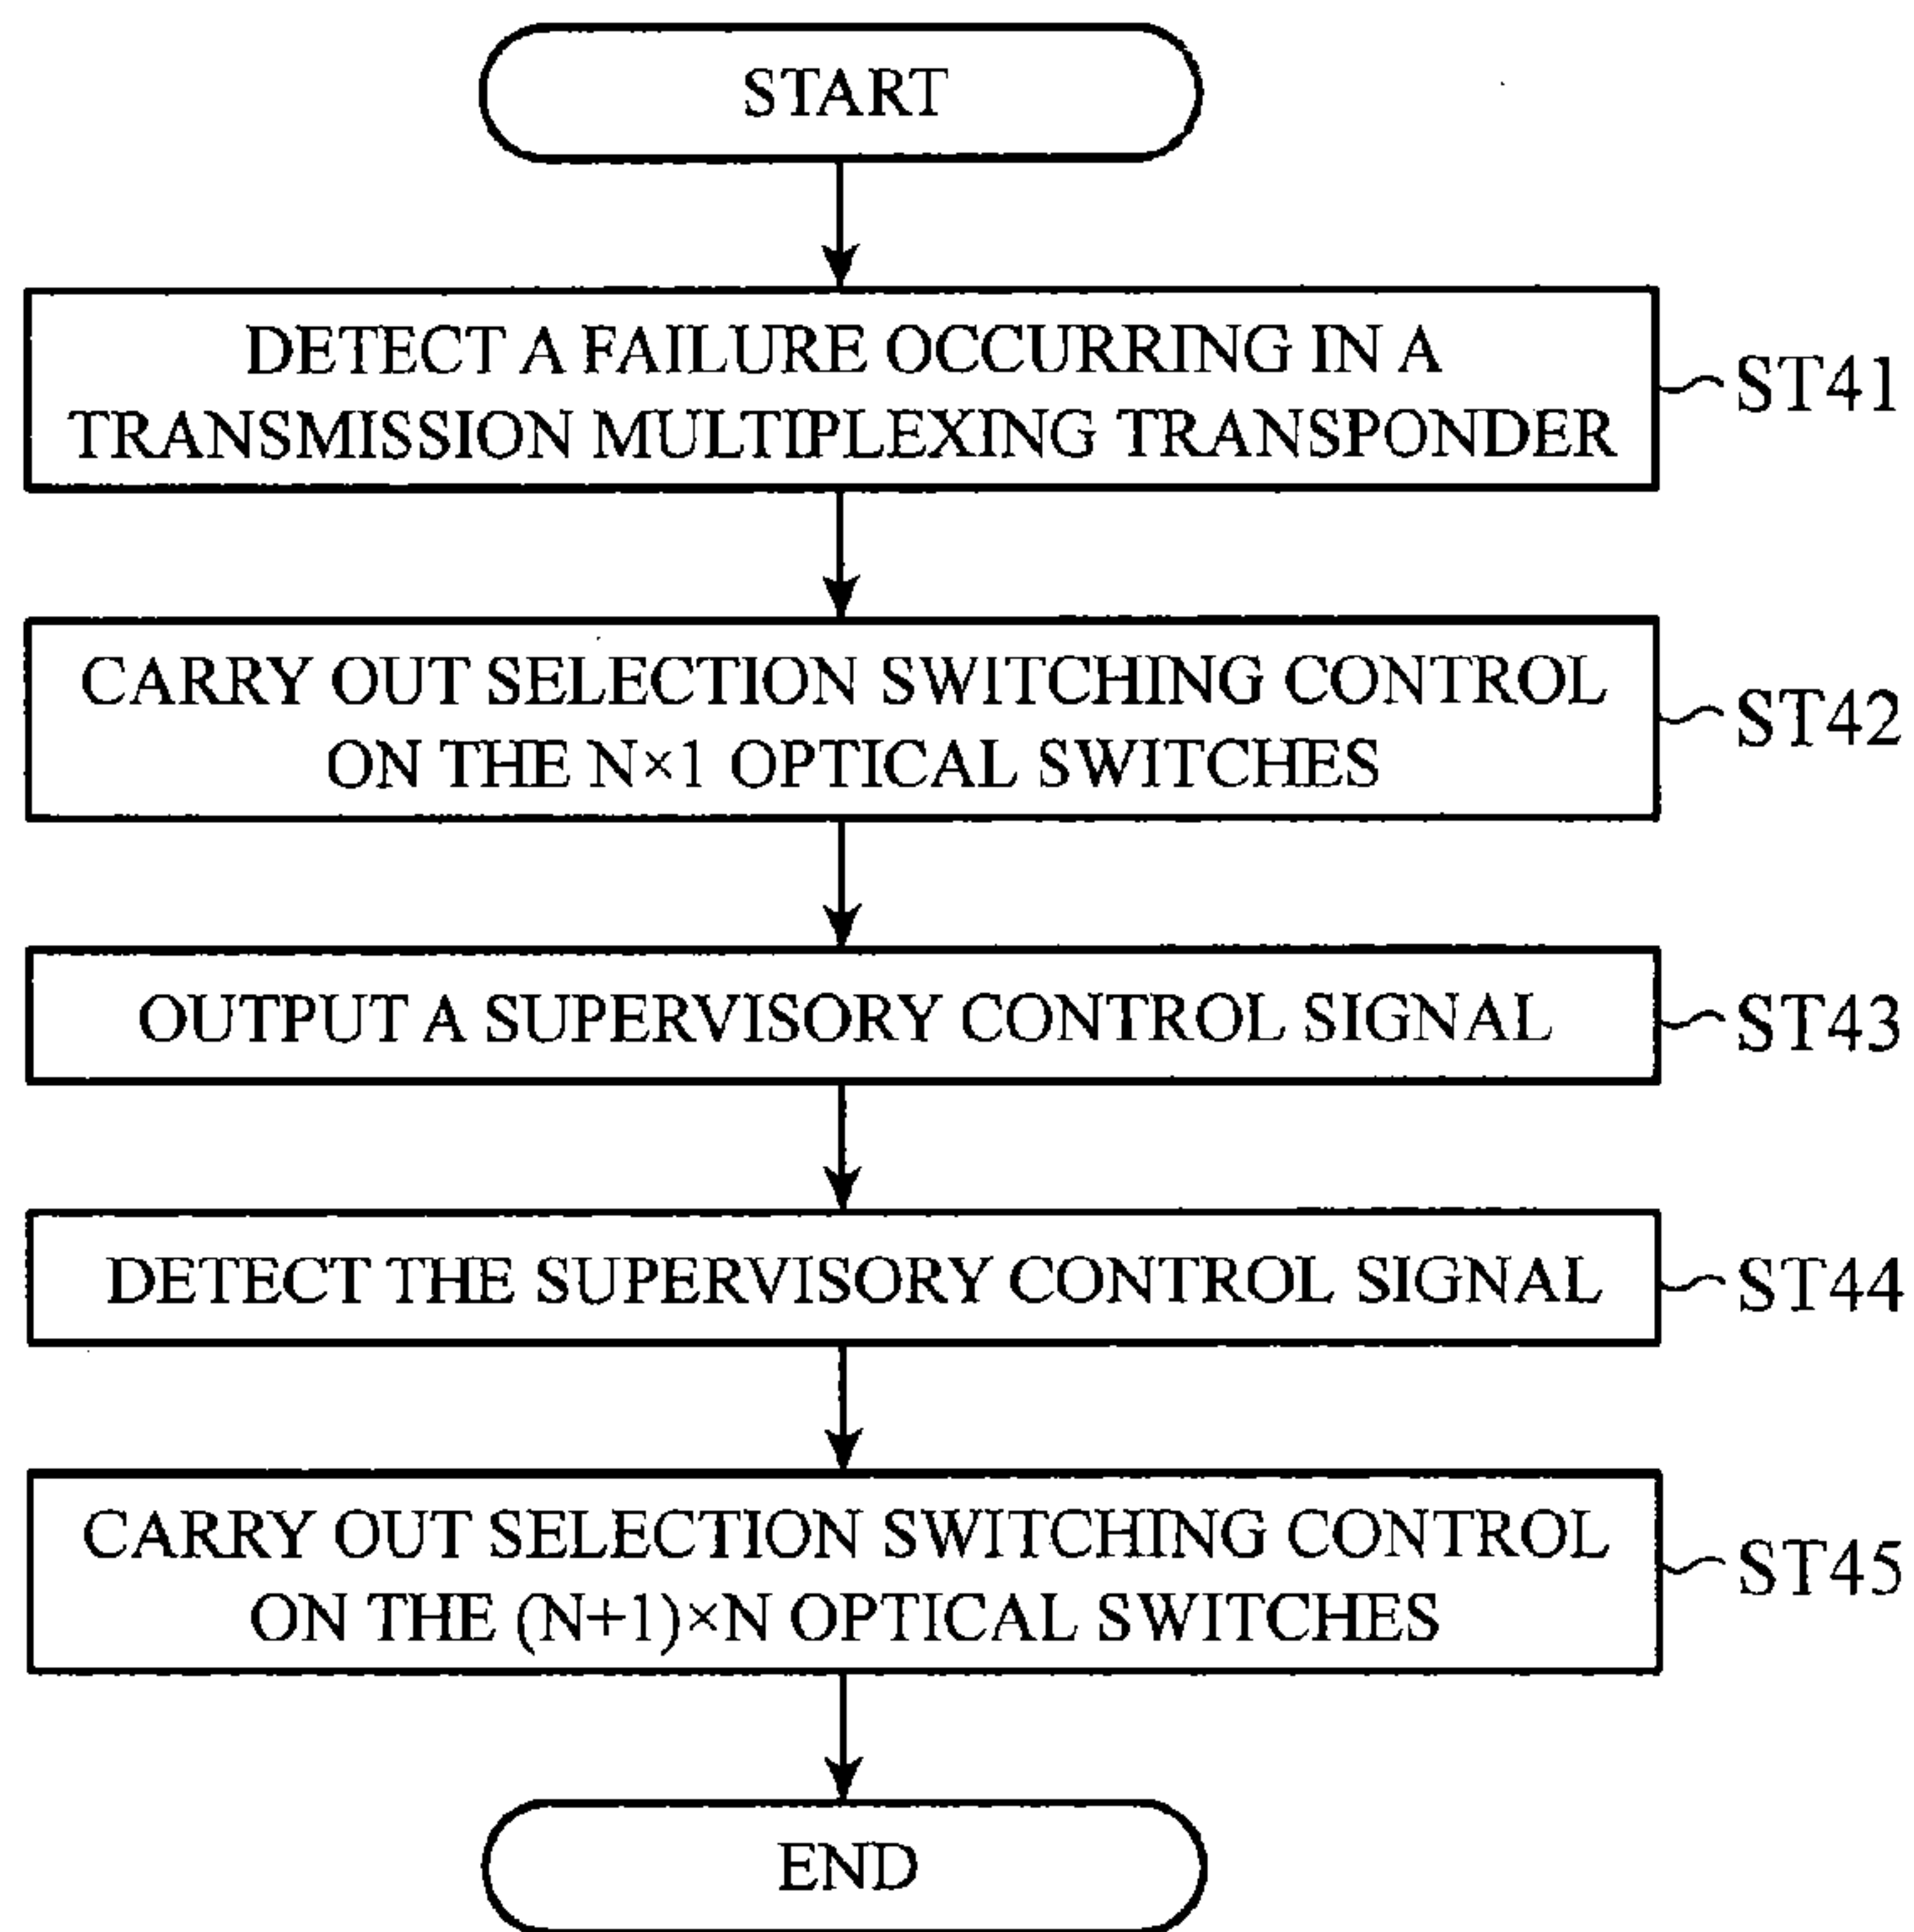 START
DETECT A FAILURE OCCURRING IN A
TRANSMISSION MULTIPLEXING TRANSPONDER
ST41
CARRY OUT SELECTION SWITCHING CONTROL
ON THE N×1 OPTICAL SWITCHES
ST42
OUTPUT A SUPERVISORY CONTROL SIGNAL
ST43
DETECT THE SUPERVISORY CONTROL SIGNAL
ST44
CARRY OUT SELECTION SWITCHING CONTROL
ON THE (N+1)×N OPTICAL SWITCHES
ST45
END